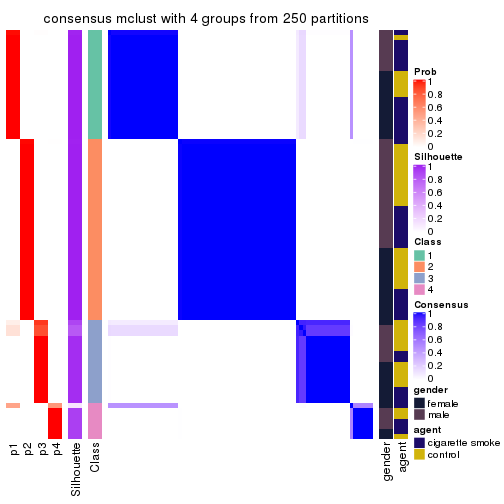 consensus mclust with 4 groups from 250 partitions
Prob
1
0.8
0.6
0.4
0.2
0
Silhouette
1
0.8
0.6
0.4
0.2
0
Class
1
2
3
4
Consensus
1
0.8
0.6
0.4
0.2
0
gender
female
male
agent
cigarette smoke
control
p1
p2
p3
p4
Silhouette
Class
gender
agent